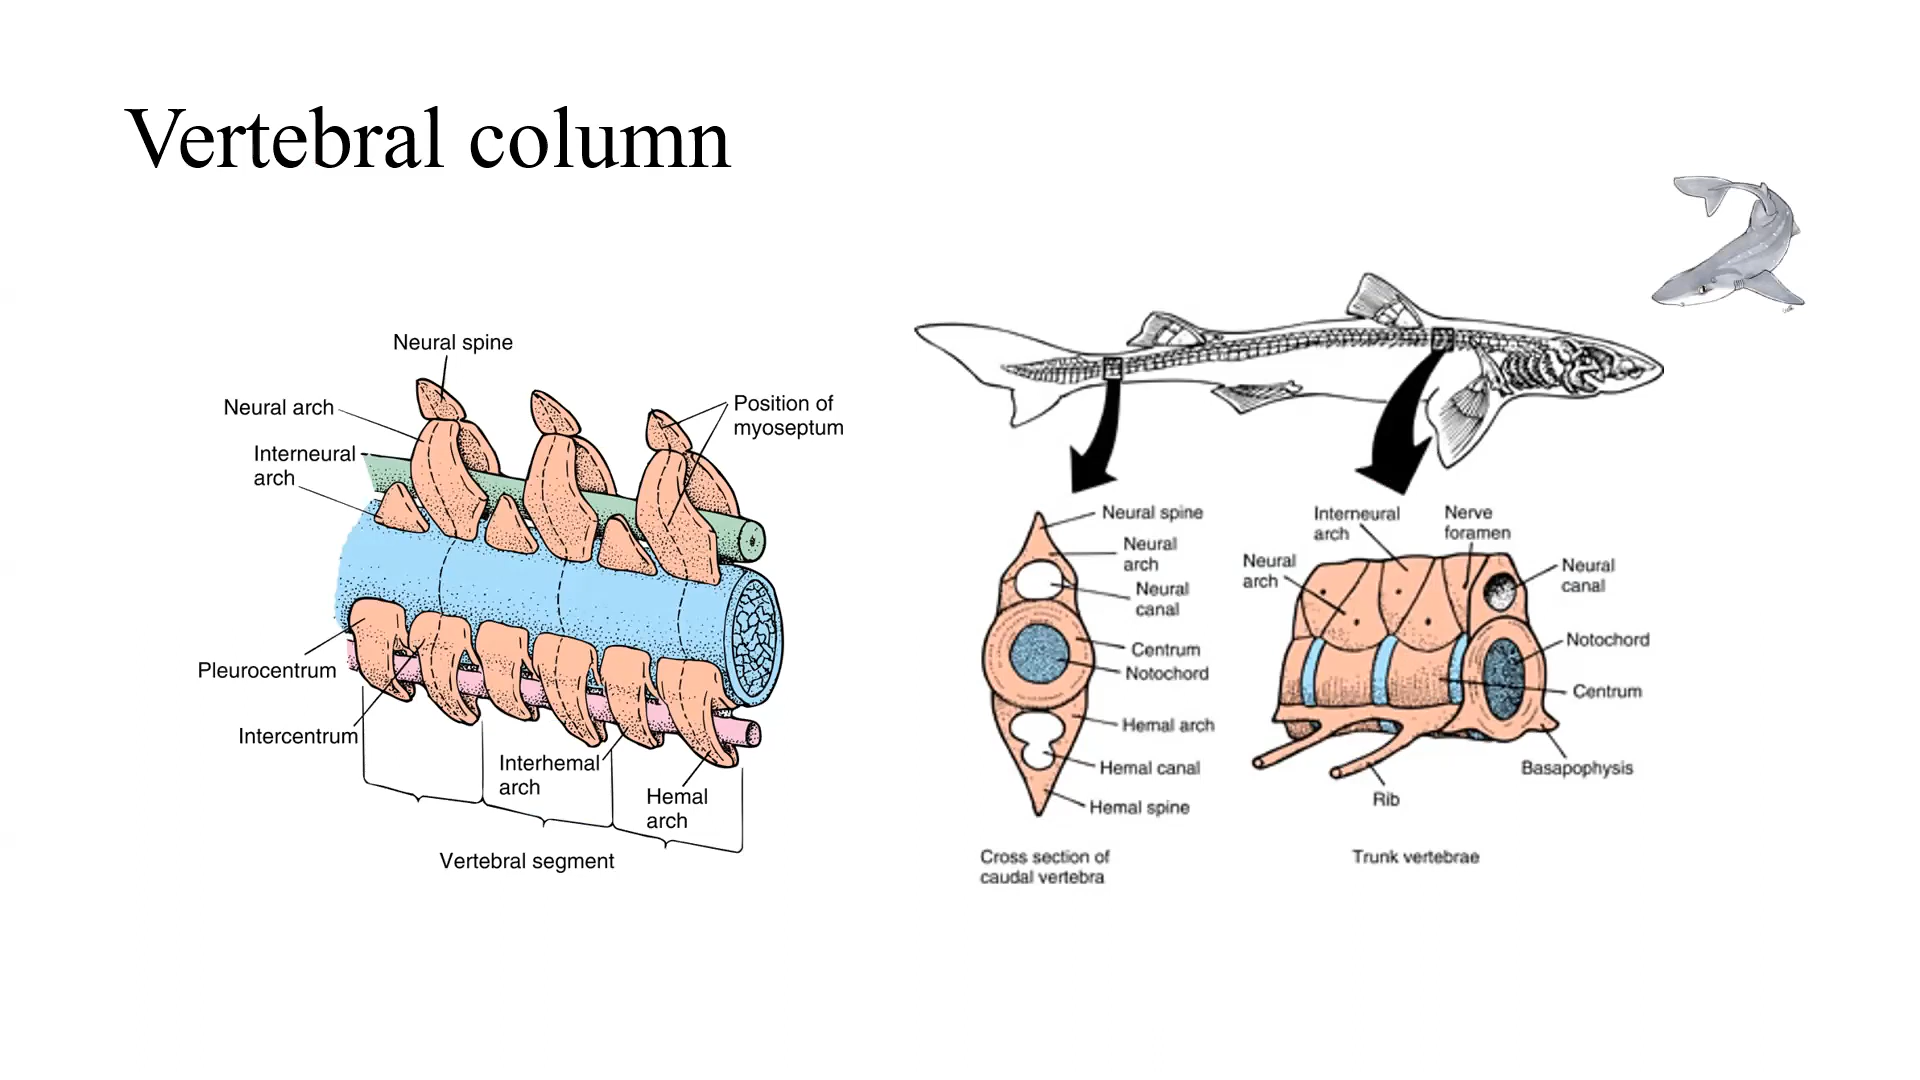 Vertebral column
Neural spine
Neural arch
Interneural
arch
Position of
myoseptum
Pleurocentrum
Intercentrum
Interhemal
arch
Hemal
arch
Vertebral segment
Neural spine
Neural
arch
Neural
canal
Centrum
Notochord
Hemal arch
Hemal canal
Hemal spine
Cross section of
caudal vertebra
Interneural
arch
Nerve
foramen
Neural
arch
Neural
canal
Notochord
Centrum
Basapophysis
Rib
Trunk vertebrae